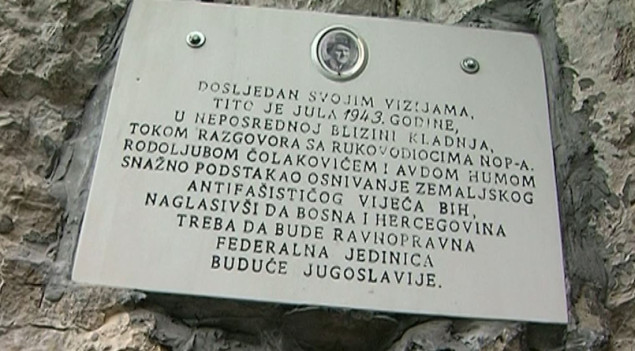 DOSLJEDAN SVOJIM VIZIJAMA,
TITO JE JULA 1943. GODINE,
U NEPOSREDNOJ BLIZINI KLADNJA,
TOKOM RAZGOVORA SA RUKOVODIOCIMA NOP-A.
RODOLJUBOM ČOLAKOVIĆEM I AVDOM HUMOM
SNAŽNO PODSTAKAO OSNIVANJE ZEMALJSKOG
ANTIFAŠISTIČOG VIJEĆA BIH,
NAGLASIVŠI DA BOSNA I HERCEGOVINA
TREBA DA BUDE RAVNOPRAVNA
FEDERALNA JEDINICA
BUDUĆE JUGOSLAVIJE.